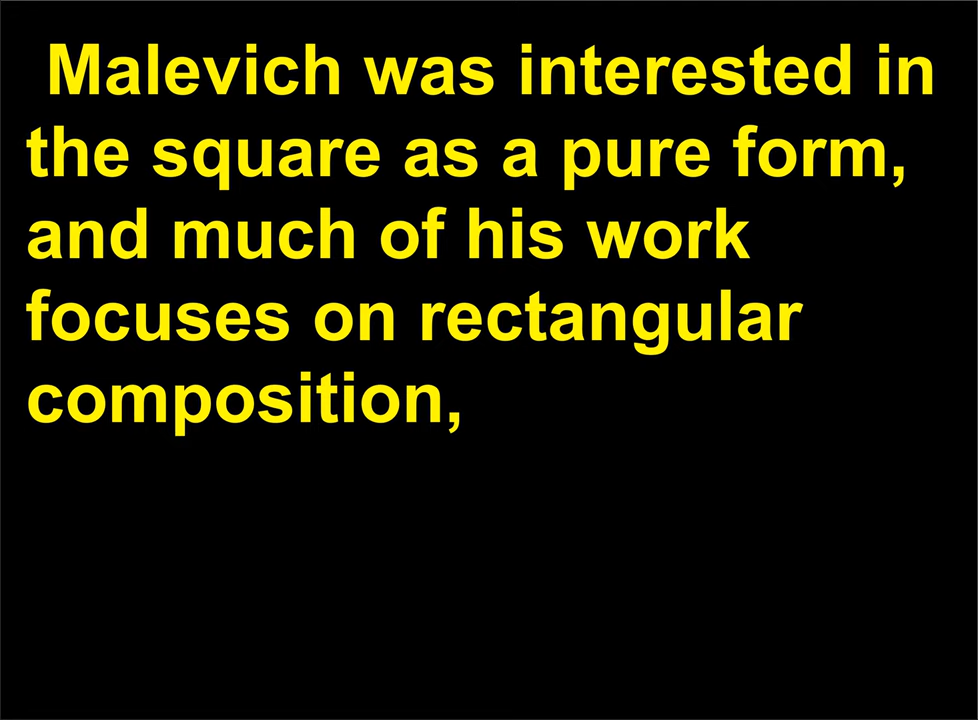 Malevich was interested in
the square as a pure form,
and much of his work
focuses on rectangular
composition,